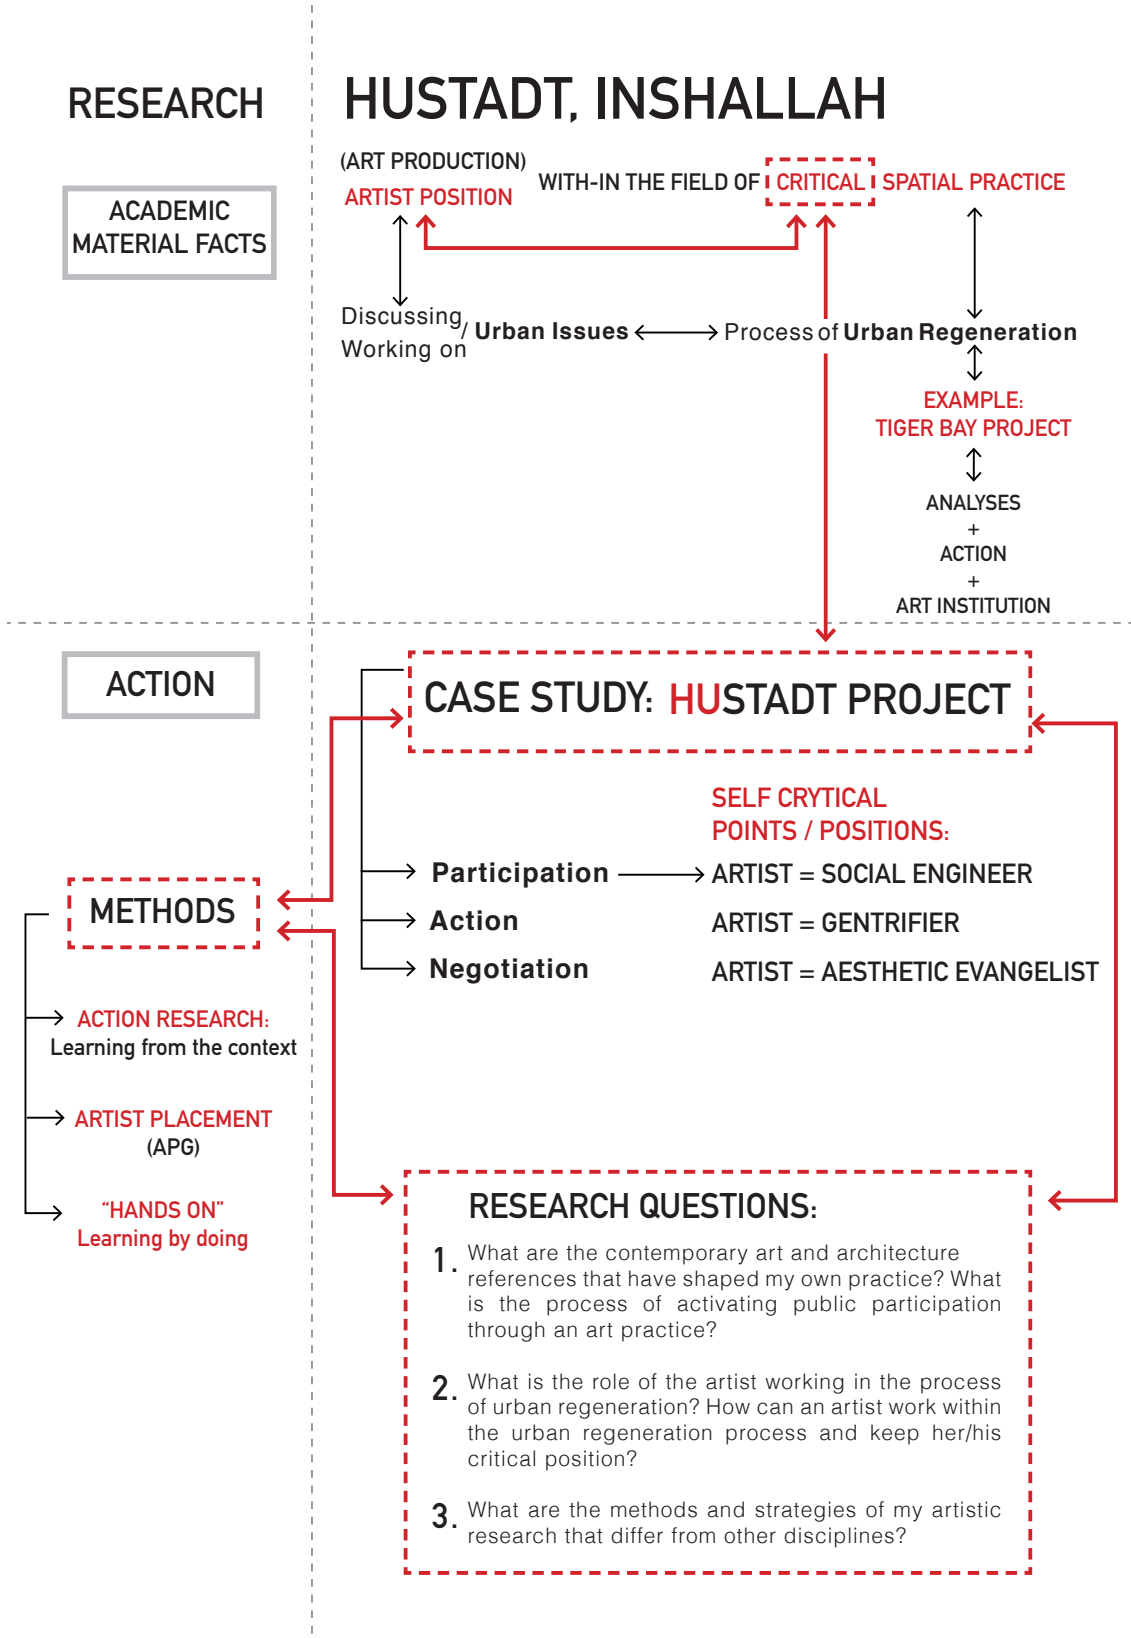 RESEARCH
HUSTADT, INSHALLAH
ACADEMIC
MATERIAL FACTS
(ART PRODUCTION)
ARTIST POSITION
WITH-IN THE FIELD OF CRITICAL SPATIAL PRACTICE
Discussing/
Working on
Urban Issues
Process of Urban Regeneration
EXAMPLE:
TIGER BAY PROJECT
ANALYSES
+
ACTION
+
ART INSTITUTION
ACTION
CASE STUDY: HUSTADT PROJECT
SELF CRYTICAL
POINTS / POSITIONS:
Participation
ARTIST = SOCIAL ENGINEER
Action
ARTIST = GENTRIFIER
Negotiation
ARTIST = AESTHETIC EVANGELIST
METHODS
ACTION RESEARCH:
Learning from the context
ARTIST PLACEMENT
(APG)
“HANDS ON”
Learning by doing
RESEARCH QUESTIONS:
1. What are the contemporary art and architecture
references that have shaped my own practice? What
is the process of activating public participation
through an art practice?
2. What is the role of the artist working in the process
of urban regeneration? How can an artist work within
the urban regeneration process and keep her/his
critical position?
3. What are the methods and strategies of my artistic
research that differ from other disciplines?